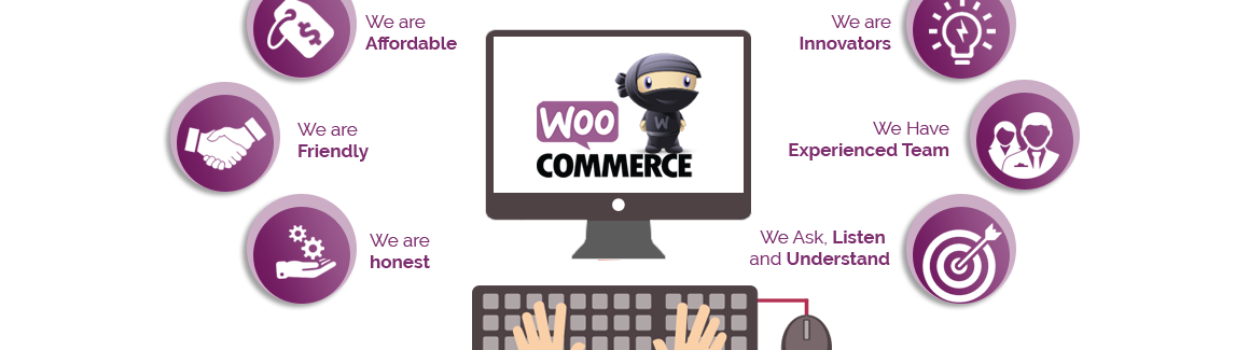 We are
Affordable
We are
Friendly
We are
honest
WOO
COMMERCE
W
We are
Innovators
We Have
Experienced Team
We Ask, Listen
and Understand
$